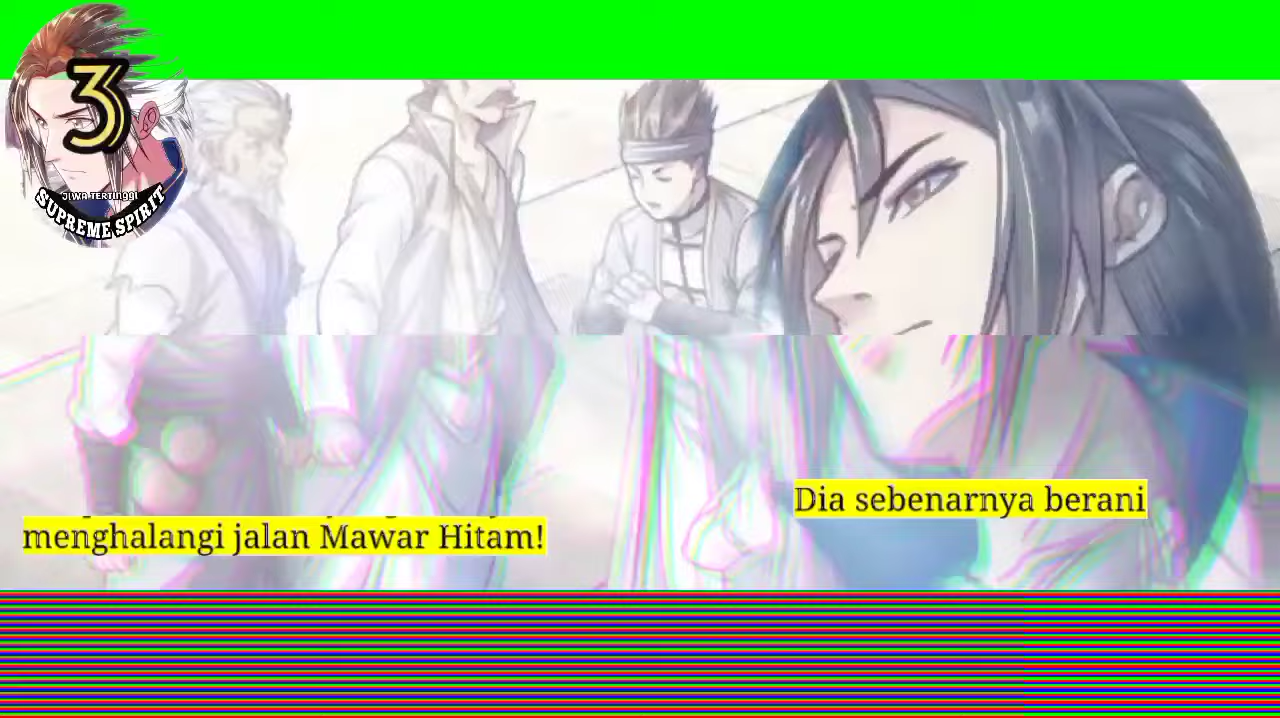 3
JIWA TERTINGGI
SUPREME SPIRIT
menghalangi jalan Mawar Hitam!
Dia sebenarnya berani